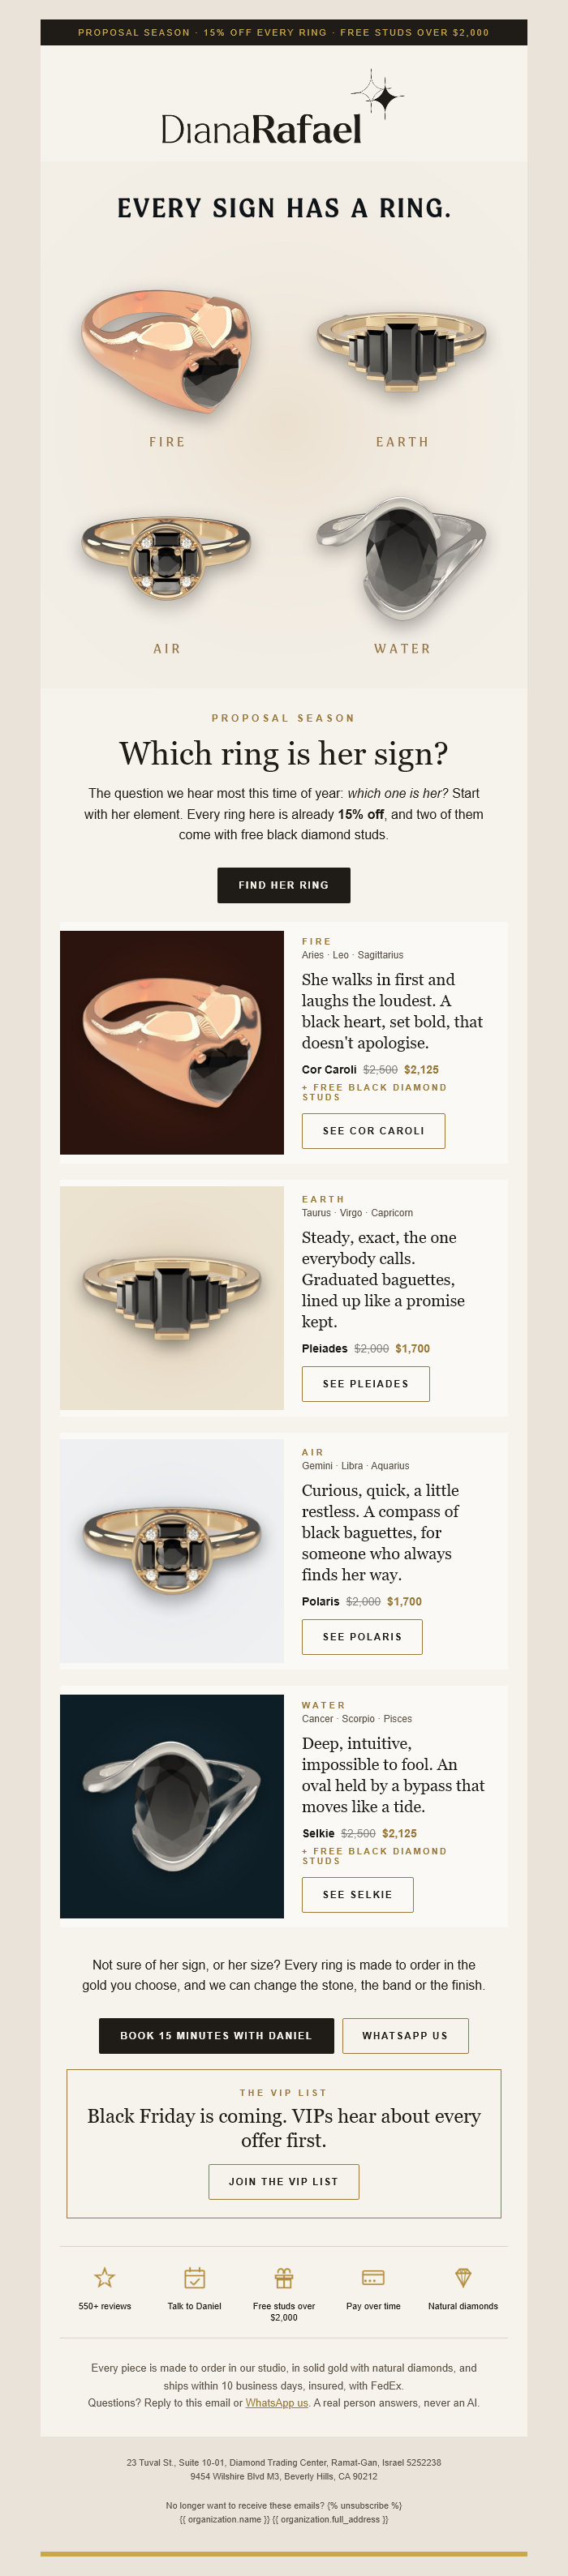 PROPOSAL SEASON · 15% OFF EVERY RING · FREE STUDS OVER $2,000
DianaRafael
EVERY SIGN HAS A RING.
FIRE
EARTH
AIR
WATER
PROPOSAL SEASON
Which ring is her sign?
The question we hear most this time of year: which one is her? Start
with her element. Every ring here is already 15% off, and two of them
come with free black diamond studs.
FIND HER RING
FIRE
Aries · Leo · Sagittarius
She walks in first and
laughs the loudest. A
black heart, set bold, that
doesn't apologise.
Cor Caroli $2,500 $2,125
+ FREE BLACK DIAMOND
STUDS
SEE COR CAROLI
EARTH
Taurus · Virgo · Capricorn
Steady, exact, the one
everybody calls.
Graduated baguettes,
lined up like a promise
kept.
Pleiades $2,000 $1,700
SEE PLEIADES
AIR
Gemini · Libra · Aquarius
Curious, quick, a little
restless. A compass of
black baguettes, for
someone who always
finds her way.
Polaris $2,000 $1,700
SEE POLARIS
WATER
Cancer · Scorpio · Pisces
Deep, intuitive,
impossible to fool. An
oval held by a bypass that
moves like a tide.
Selkie $2,500 $2,125
+ FREE BLACK DIAMOND
STUDS
SEE SELKIE
Not sure of her sign, or her size? Every ring is made to order in the
gold you choose, and we can change the stone, the band or the finish.
BOOK 15 MINUTES WITH DANIEL
WHATSAPP US
THE VIP LIST
Black Friday is coming. VIPs hear about every
offer first.
JOIN THE VIP LIST
550+ reviews
Talk to Daniel
Free studs over
$2,000
Pay over time
Natural diamonds
Every piece is made to order in our studio, in solid gold with natural diamonds, and
ships within 10 business days, insured, with FedEx.
Questions? Reply to this email or WhatsApp us. A real person answers, never an AI.
23 Tuval St., Suite 10-01, Diamond Trading Center, Ramat-Gan, Israel 5252238
9454 Wilshire Blvd M3, Beverly Hills, CA 90212
No longer want to receive these emails? {% unsubscribe %}
{{ organization.name }} {{ organization.full_address }}